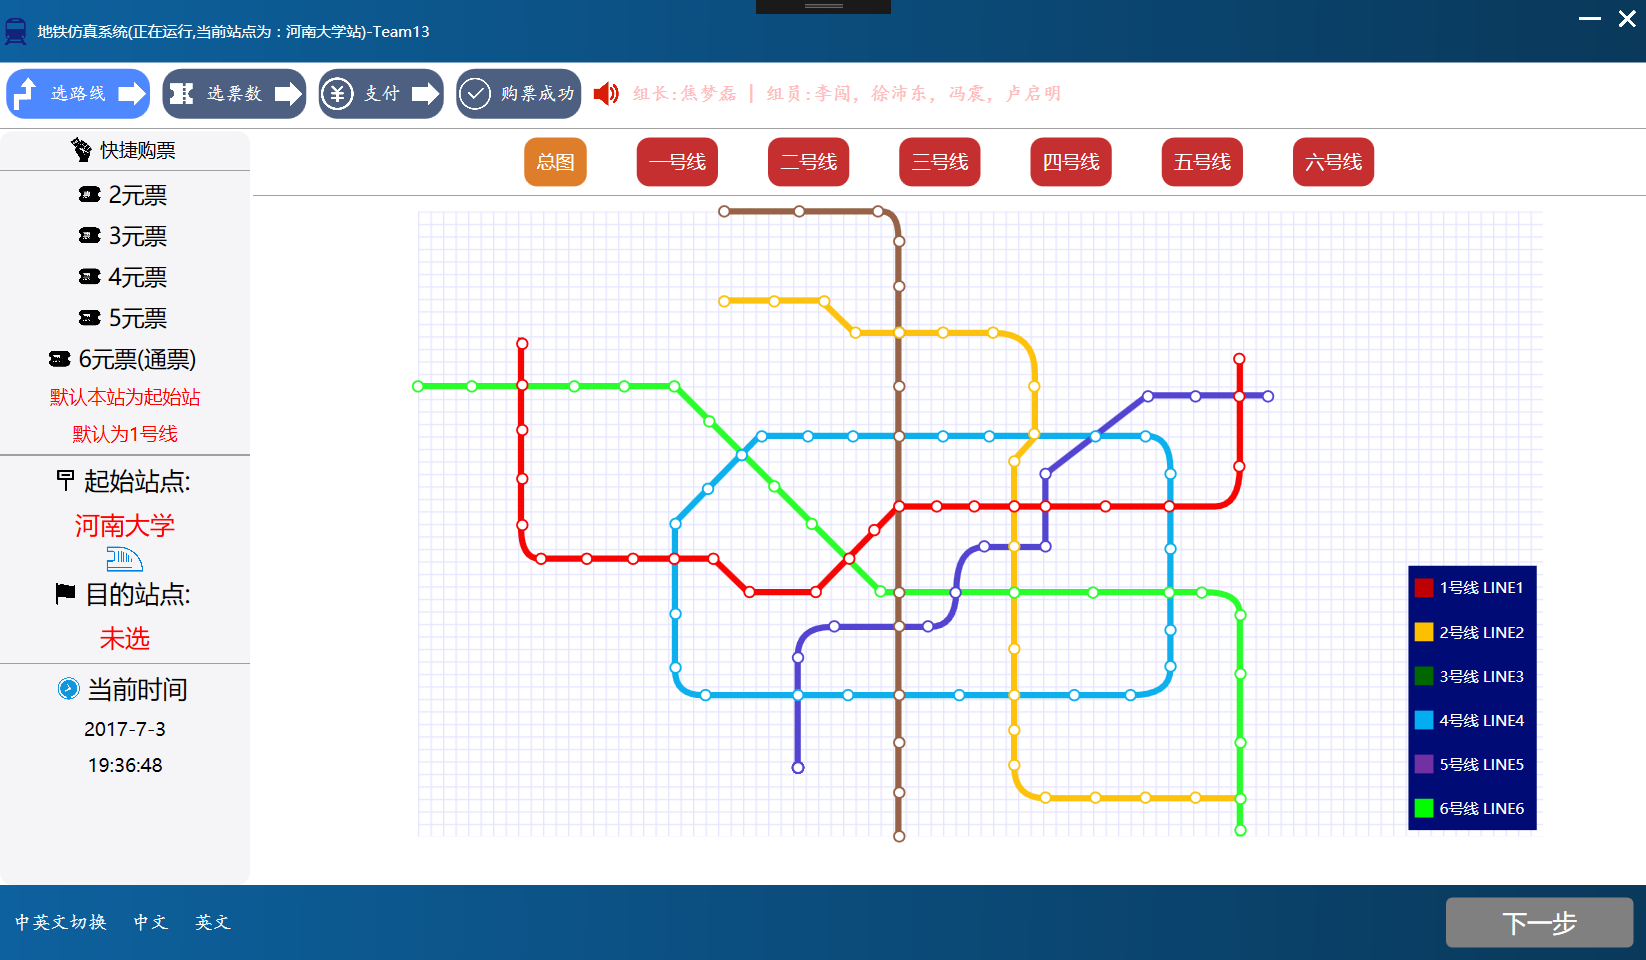 地铁仿真系统(正在运行,当前站点为：河南大学站)-Team13
选路线
选票数
支付
购票成功
组长:焦梦磊 | 组员:李闯, 徐沛东, 冯震, 卢启明
快捷购票
总图
一号线
二号线
三号线
四号线
五号线
六号线
2元票
3元票
4元票
5元票
6元票(通票)
默认本站为起始站
默认为1号线
起始站点:
河南大学
目的站点:
未选
当前时间
2017-7-3
19:36:48
1号线 LINE1
2号线 LINE2
3号线 LINE3
4号线 LINE4
5号线 LINE5
6号线 LINE6
中英文切换
中文
英文
下一步